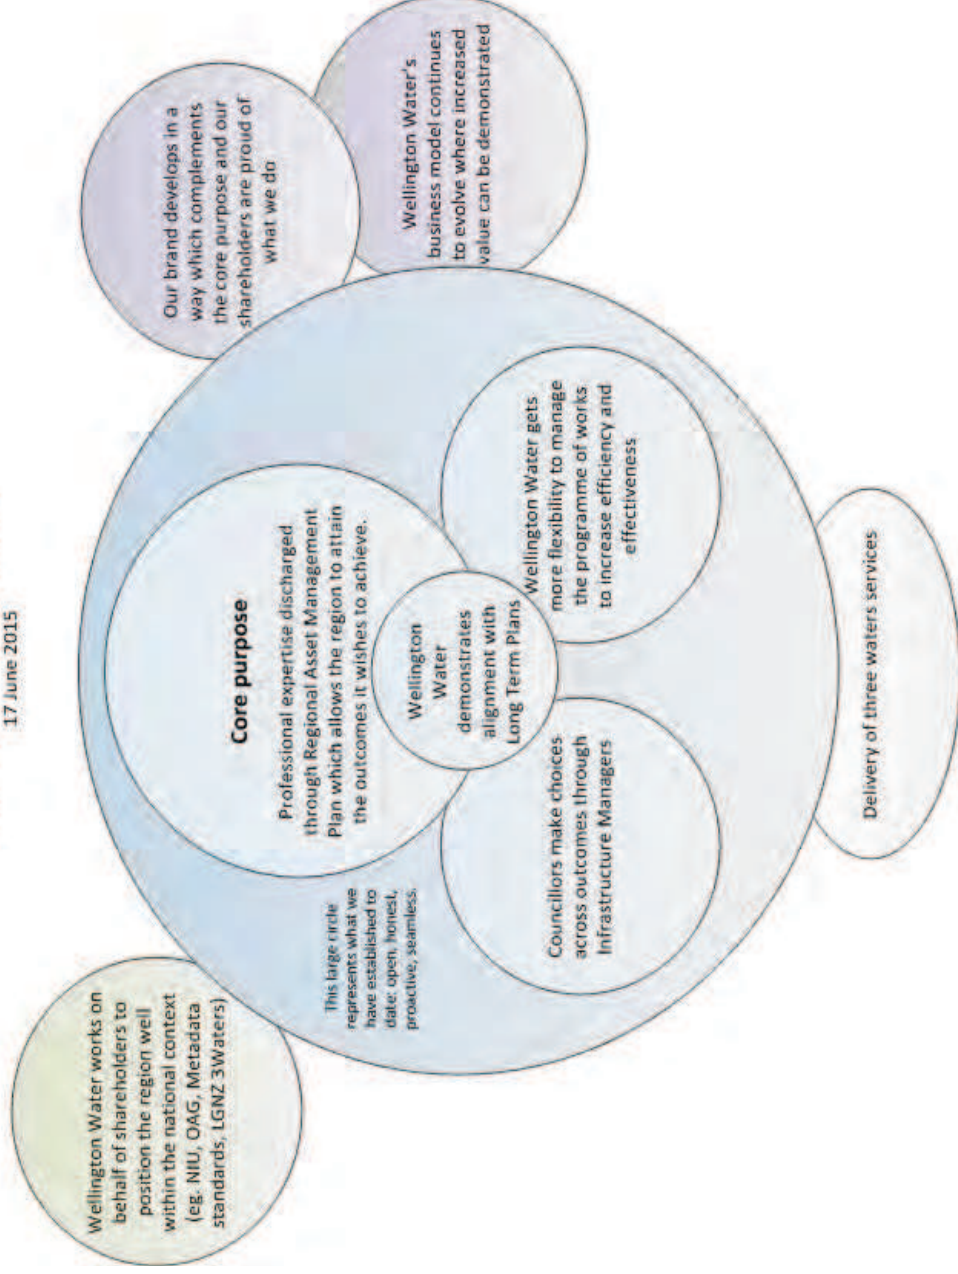 17 June 2015
Wellington Water works on
behalf of shareholders to
position the region well
within the national context
(eg. NIU, OAG, Metadata
standards, LGNZ 3Waters)
Our brand develops in a
way which complements
the core purpose and our
shareholders are proud of
what we do
Wellington Water's
business model continues
to evolve where increased
value can be demonstrated
Core purpose
Professional expertise discharged
through Regional Asset Management
Plan which allows the region to attain
the outcomes it wishes to achieve.
This large circle
represents what we
have established to
date: open, honest,
proactive, seamless.
Wellington
Water
demonstrates
alignment with
Long Term Plans
Councillors make choices
across outcomes through
Infrastructure Managers
Wellington Water gets
more flexibility to manage
the programme of works
to increase efficiency and
effectiveness
Delivery of three waters services